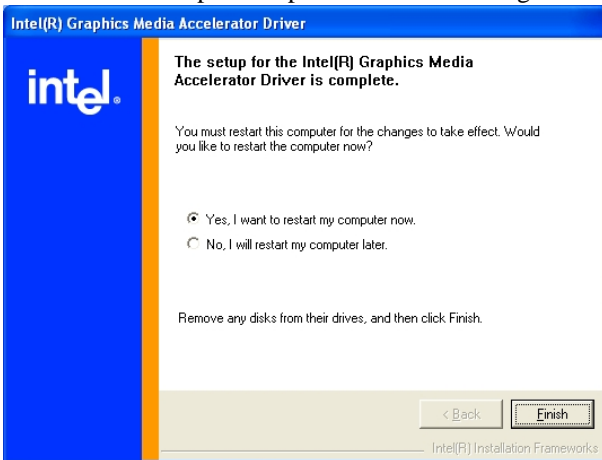 Intel(R) Graphics Media Accelerator Driver
intel®
The setup for the Intel(R) Graphics Media
Accelerator Driver is complete.
You must restart this computer for the changes to take effect. Would
you like to restart the computer now?
Yes, I want to restart my computer now.
No, I will restart my computer later.
Remove any disks from their drives, and then click Finish.
< Back
Finish
Intel(R) Installation Frameworks